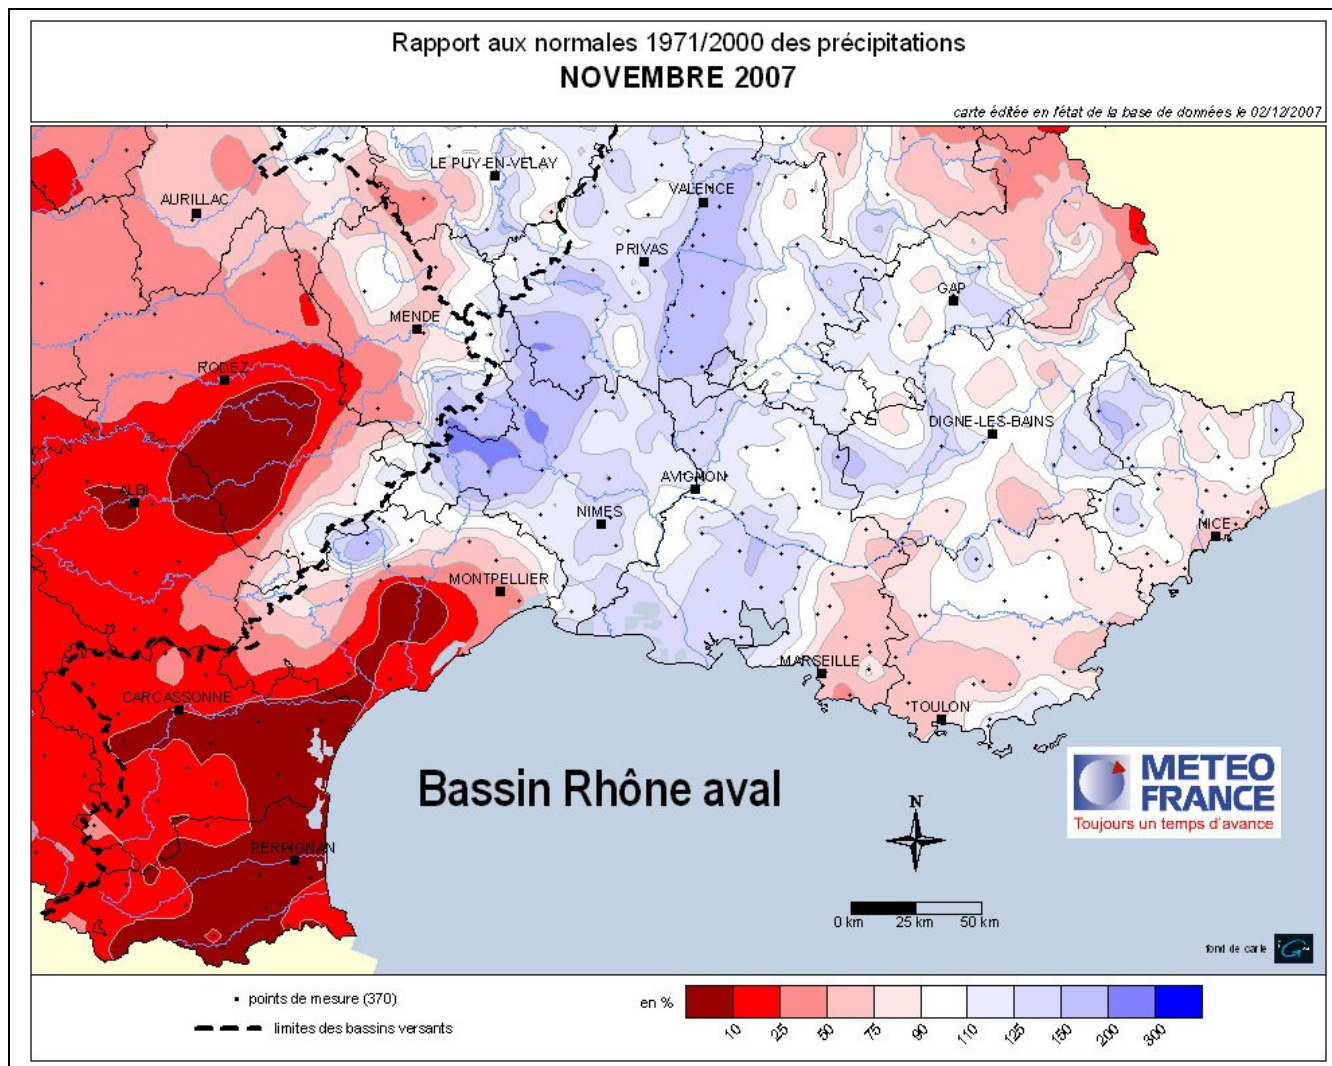 Rapport aux normales 1971/2000 des précipitations
NOVEMBRE 2007
carte éditée en l'état de la base de données le 02/12/2007
LE PUY-EN-VELAY
AURILLAC
VALENCE
PRIVAS
GAP
MENDE
RODEZ
DIGNE-LES-BAINS
AVIGNON
ALBI
NIMES
NICE
MONTPELLIER
MARSEILLE
CARCASSONNE
TOULON
Bassin Rhône aval
METEO
FRANCE
Toujours un temps d'avance
N
PERPIGNAN
0 km 25 km 50 km
fond de carte
points de mesure (370)
en %
limites des bassins versants
10 25 50 75 90 110 125 150 200 300